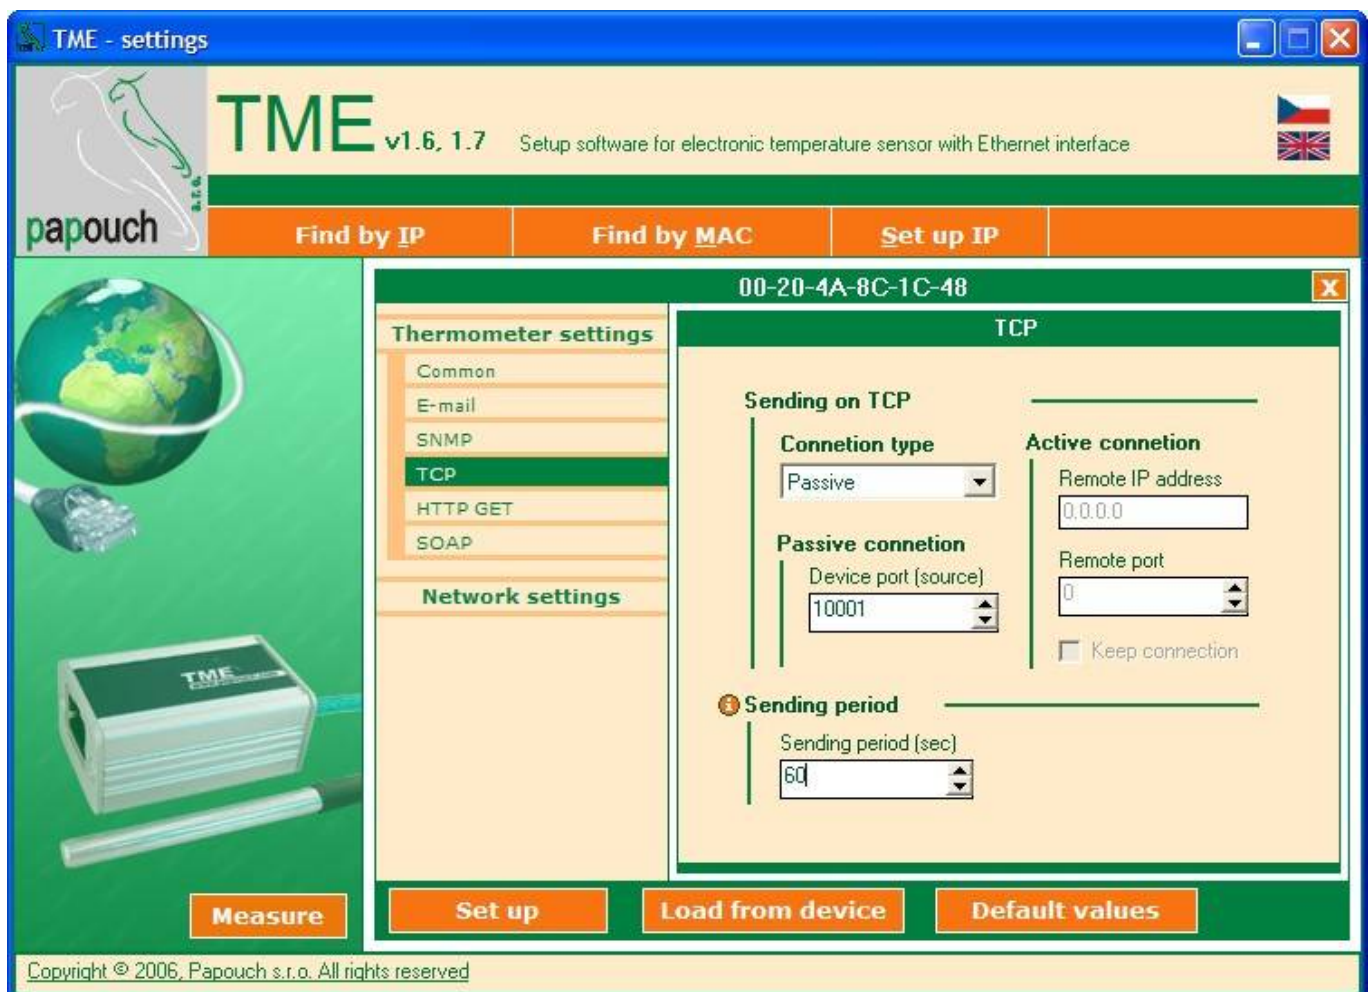 TME - settings
TME v1.6, 1.7 Setup software for electronic temperature sensor with Ethernet interface
papouch s.r.o.
Find by IP Find by MAC Set up IP
00-20-4A-8C-1C-48 X
Thermometer settings
Common
E-mail
SNMP
TCP
HTTP GET
SOAP
Network settings
TCP
Sending on TCP
Connetion type
Passive
Passive connetion
Device port (source)
10001
Active connetion
Remote IP address
0.0.0.0
Remote port
0
Keep connection
Sending period
Sending period (sec)
60
TME
Measure
Set up Load from device Default values
Copyright © 2006, Papouch s.r.o. All rights reserved